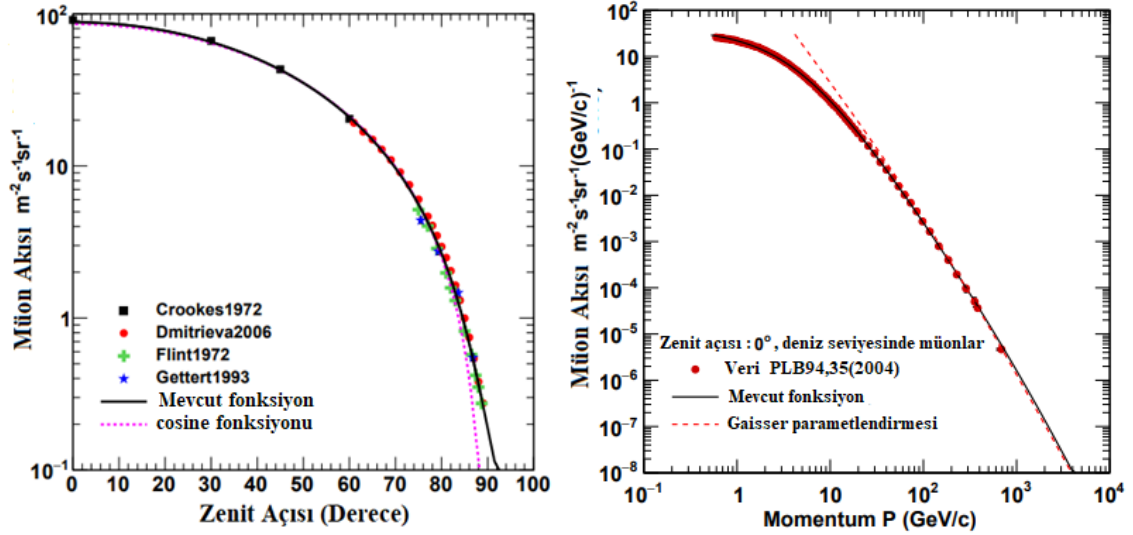 Müon Akısı m⁻²s⁻¹sr⁻¹
10²
10
1
10⁻¹
Crookes1972
Dmitrieva2006
Flint1972
Gettert1993
Mevcut fonksiyon
cosine fonksiyonu
0 10 20 30 40 50 60 70 80 90 100
Zenit Açısı (Derece)
Müon Akısı m⁻²s⁻¹sr⁻¹(GeV/c)⁻¹
10²
10
1
10⁻¹
10⁻²
10⁻³
10⁻⁴
10⁻⁵
10⁻⁶
10⁻⁷
10⁻⁸
Zenit açısı : 0°, deniz seviyesinde müonlar
Veri PLB94,35(2004)
Mevcut fonksiyon
Gaisser parametlendirmesi
10⁻¹ 1 10 10² 10³ 10⁴
Momentum P (GeV/c)